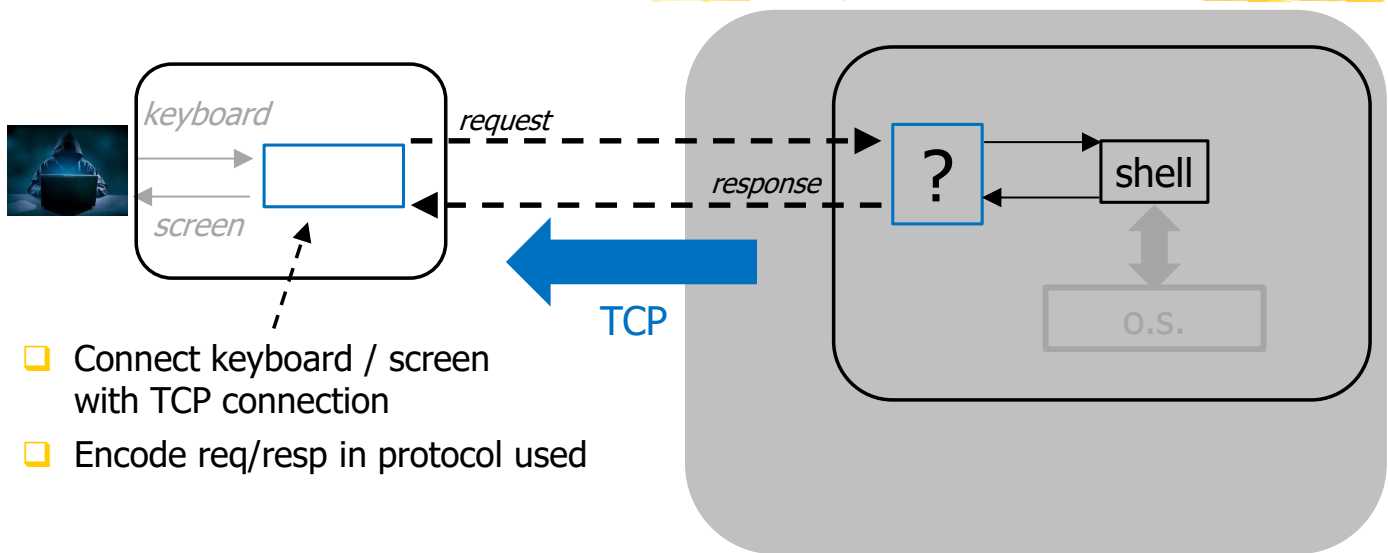 keyboard
request
?
shell
response
screen
TCP
o.s.
Connect keyboard / screen
with TCP connection
Encode req/resp in protocol used